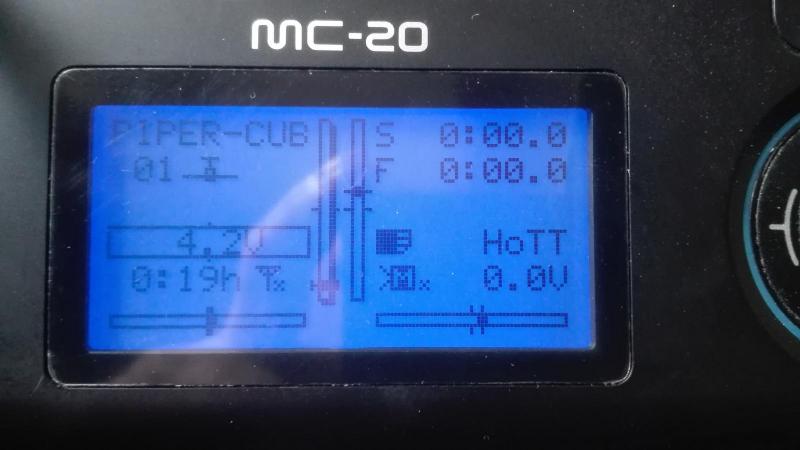 MC-20
PIPER-CUB
01
4.2V
0:19h
S 0:00.0
F 0:00.0
HoTT
0.0V